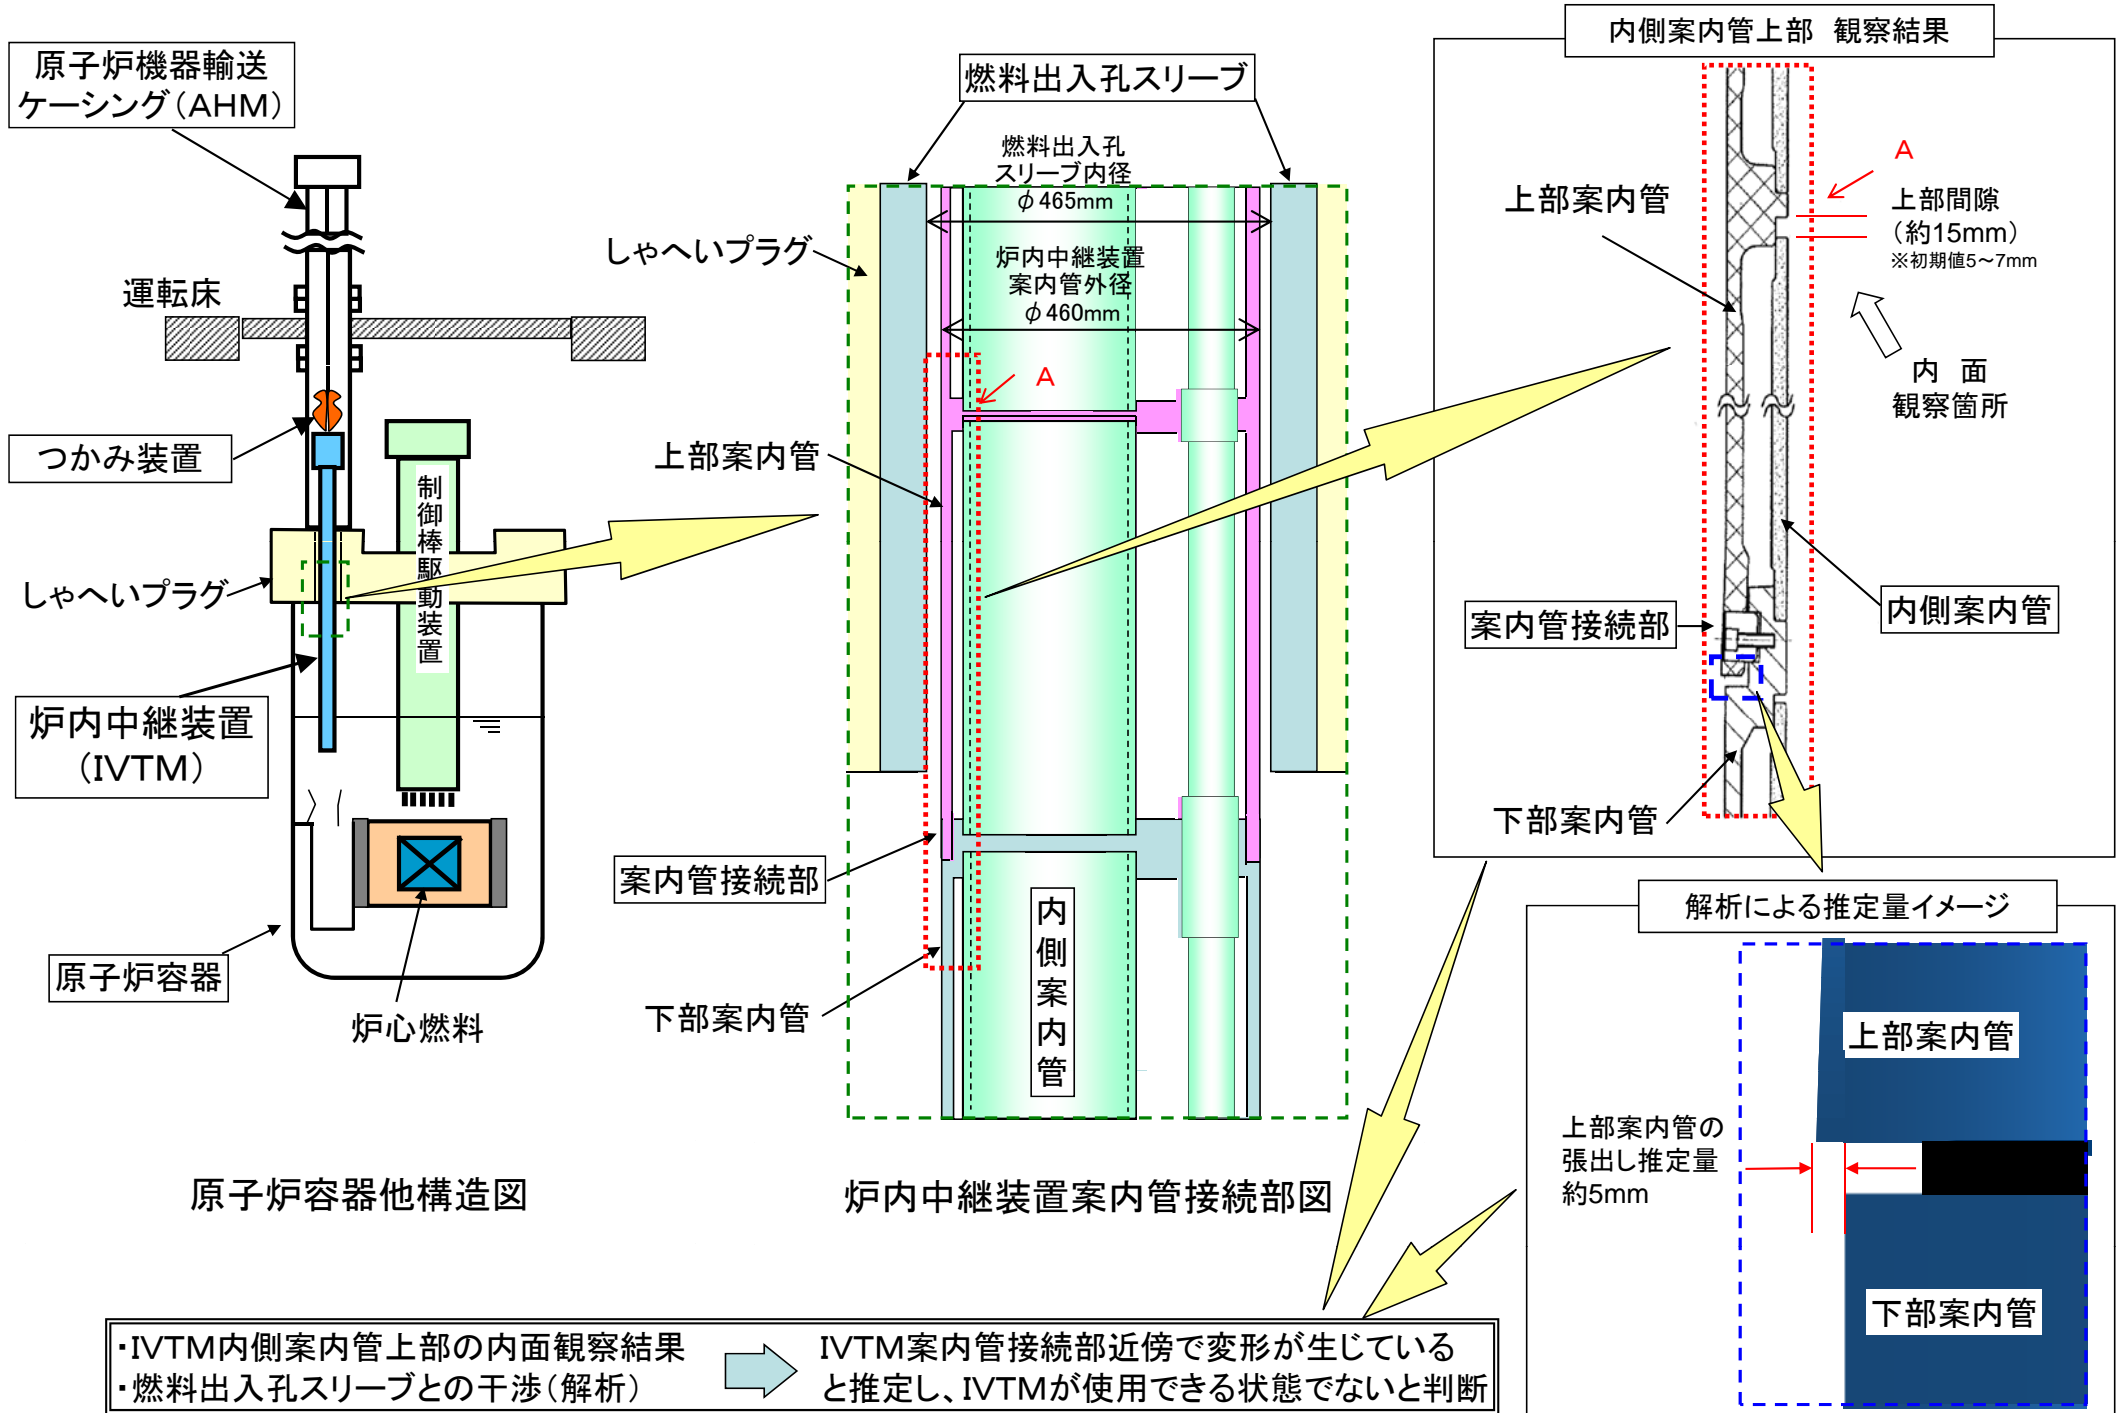 原子炉機器輸送
ケーシング（AHM）
運転床
つかみ装置
制御棒駆動装置
しゃへいプラグ
炉内中継装置
（IVTM）
原子炉容器
炉心燃料
原子炉容器他構造図
燃料出入孔スリーブ
燃料出入孔
スリーブ内径
φ465mm
しゃへいプラグ
炉内中継装置
案内管外径
φ460mm
A
上部案内管
案内管接続部
内側案内管
下部案内管
炉内中継装置案内管接続部図
内側案内管上部　観察結果
A
上部案内管
上部間隙
（約15mm）
※初期値5～7mm
内　面
観察箇所
案内管接続部
内側案内管
下部案内管
解析による推定量イメージ
上部案内管
上部案内管の
張出し推定量
約5mm
下部案内管
・IVTM内側案内管上部の内面観察結果
・燃料出入孔スリーブとの干渉（解析）
IVTM案内管接続部近傍で変形が生じている
と推定し、IVTMが使用できる状態でないと判断